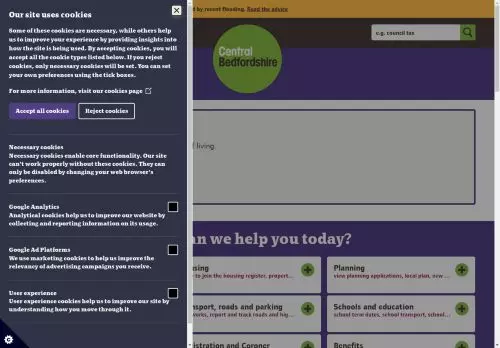 Our site uses cookies
Some of these cookies are necessary, while others help
us to improve your experience by providing insights into
how the site is being used. By accepting cookies, you will
accept all the cookie types listed below. If you reject
cookies, only necessary cookies will be set. You can set
your own preferences using the tick boxes.
For more information, visit our cookies page
Accept all cookies
Reject cookies
Necessary cookies
Necessary cookies enable core functionality. Our site
can't work properly without these cookies. They can
only be disabled by changing your web browser's
preferences.
Google Analytics
Analytical cookies help us to improve our website by
collecting and reporting information on its usage.
Google Ad Platforms
We use marketing cookies to help us improve the
relevancy of advertising campaigns you receive.
User experience
User experience cookies help us to improve our site by
understanding how you move through it.
d by recent flooding. Read the advice
e.g. council tax
Central
Bedfordshire
f living.
an we help you today?
using
e to join the housing register, propert...
Planning
view planning applications, local plan, new ...
sport, roads and parking
works, report and track roads and hig...
Schools and education
school term dates, school transport, school...
istration and Coroner
Benefits